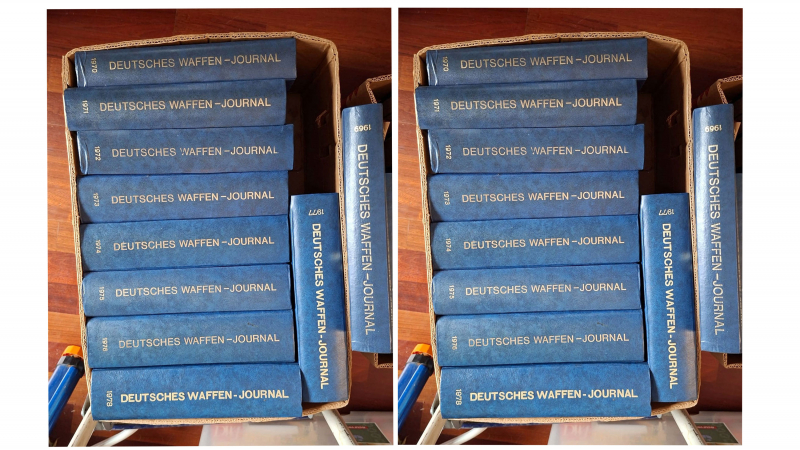 1970 DEUTSCHES WAFFEN-JOURNAL
1971 DEUTSCHES WAFFEN-JOURNAL
1972 DEUTSCHES WAFFEN-JOURNAL
1973 DEUTSCHES WAFFEN-JOURNAL
1974 DEUTSCHES WAFFEN-JOURNAL
1975 DEUTSCHES WAFFEN-JOURNAL
1976 DEUTSCHES WAFFEN-JOURNAL
1978 DEUTSCHES WAFFEN-JOURNAL
1977 DEUTSCHES WAFFEN-JOURNAL
1969 DEUTSCHES WAFFEN-JOURNAL
1970 DEUTSCHES WAFFEN-JOURNAL
1971 DEUTSCHES WAFFEN-JOURNAL
1972 DEUTSCHES WAFFEN-JOURNAL
1973 DEUTSCHES WAFFEN-JOURNAL
1974 DEUTSCHES WAFFEN-JOURNAL
1975 DEUTSCHES WAFFEN-JOURNAL
1976 DEUTSCHES WAFFEN-JOURNAL
1978 DEUTSCHES WAFFEN-JOURNAL
1977 DEUTSCHES WAFFEN-JOURNAL
1969 DEUTSCHES WAFFEN-JOURNAL